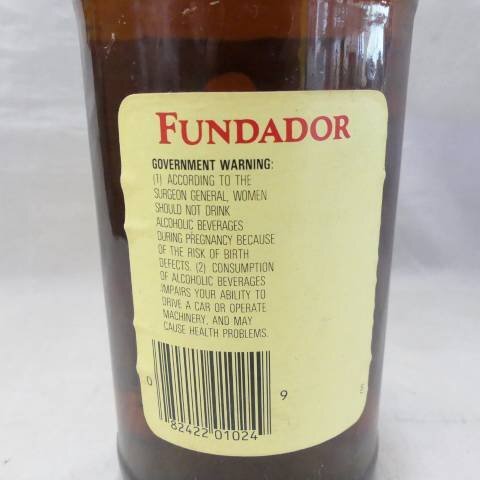 FUNDADOR
GOVERNMENT WARNING:
(1) ACCORDING TO THE
SURGEON GENERAL, WOMEN
SHOULD NOT DRINK
ALCOHOLIC BEVERAGES
DURING PREGNANCY BECAUSE
OF THE RISK OF BIRTH
DEFECTS. (2) CONSUMPTION
OF ALCOHOLIC BEVERAGES
IMPAIRS YOUR ABILITY TO
DRIVE A CAR OR OPERATE
MACHINERY, AND MAY
CAUSE HEALTH PROBLEMS.
0 82422 01024 9